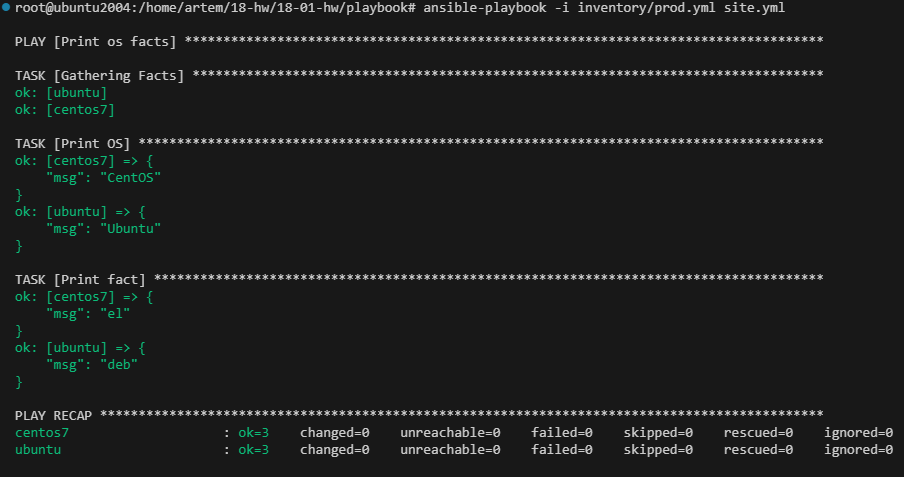 root@ubuntu2004:/home/artem/18-hw/18-01-hw/playbook# ansible-playbook -i inventory/prod.yml site.yml

PLAY [Print os facts] ***********************************************************************************

TASK [Gathering Facts] **********************************************************************************
ok: [ubuntu]
ok: [centos7]

TASK [Print OS] *****************************************************************************************
ok: [centos7] => {
    "msg": "CentOS"
}
ok: [ubuntu] => {
    "msg": "Ubuntu"
}

TASK [Print fact] ***************************************************************************************
ok: [centos7] => {
    "msg": "el"
}
ok: [ubuntu] => {
    "msg": "deb"
}

PLAY RECAP **********************************************************************************************
centos7                    : ok=3    changed=0    unreachable=0    failed=0    skipped=0    rescued=0    ignored=0
ubuntu                     : ok=3    changed=0    unreachable=0    failed=0    skipped=0    rescued=0    ignored=0